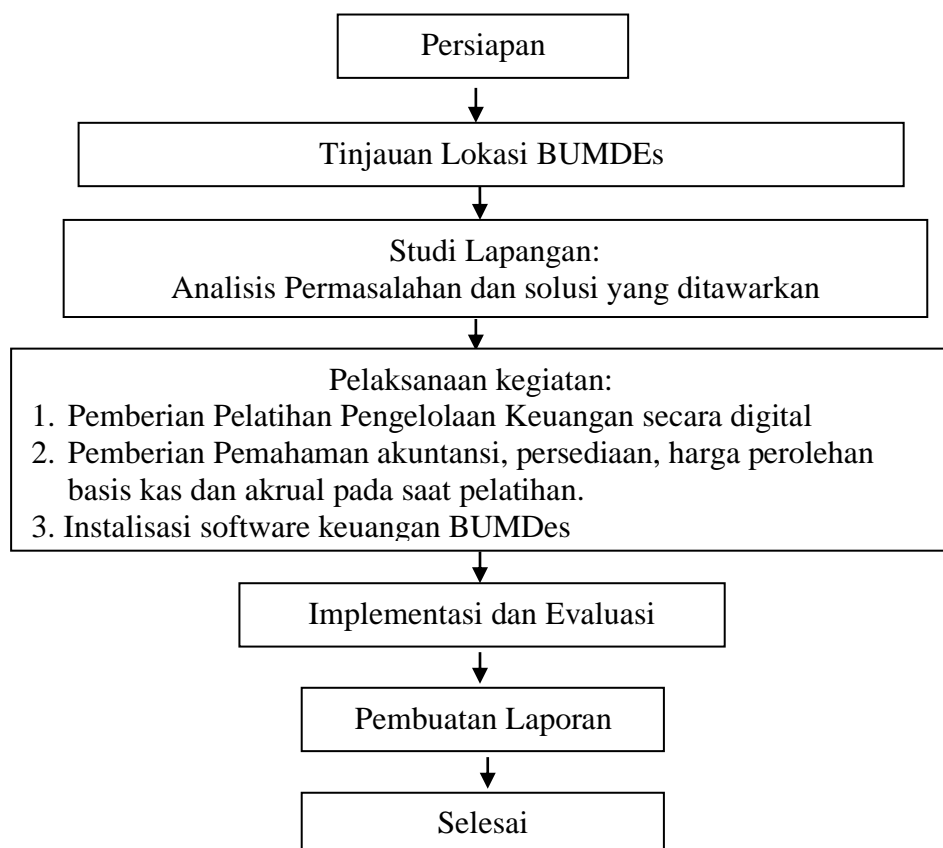 Persiapan
Tinjauan Lokasi BUMDEs
Studi Lapangan:
Analisis Permasalahan dan solusi yang ditawarkan
Pelaksanaan kegiatan:
1. Pemberian Pelatihan Pengelolaan Keuangan secara digital
2. Pemberian Pemahaman akuntansi, persediaan, harga perolehan
basis kas dan akrual pada saat pelatihan.
3. Instalisasi software keuangan BUMDes
Implementasi dan Evaluasi
Pembuatan Laporan
Selesai